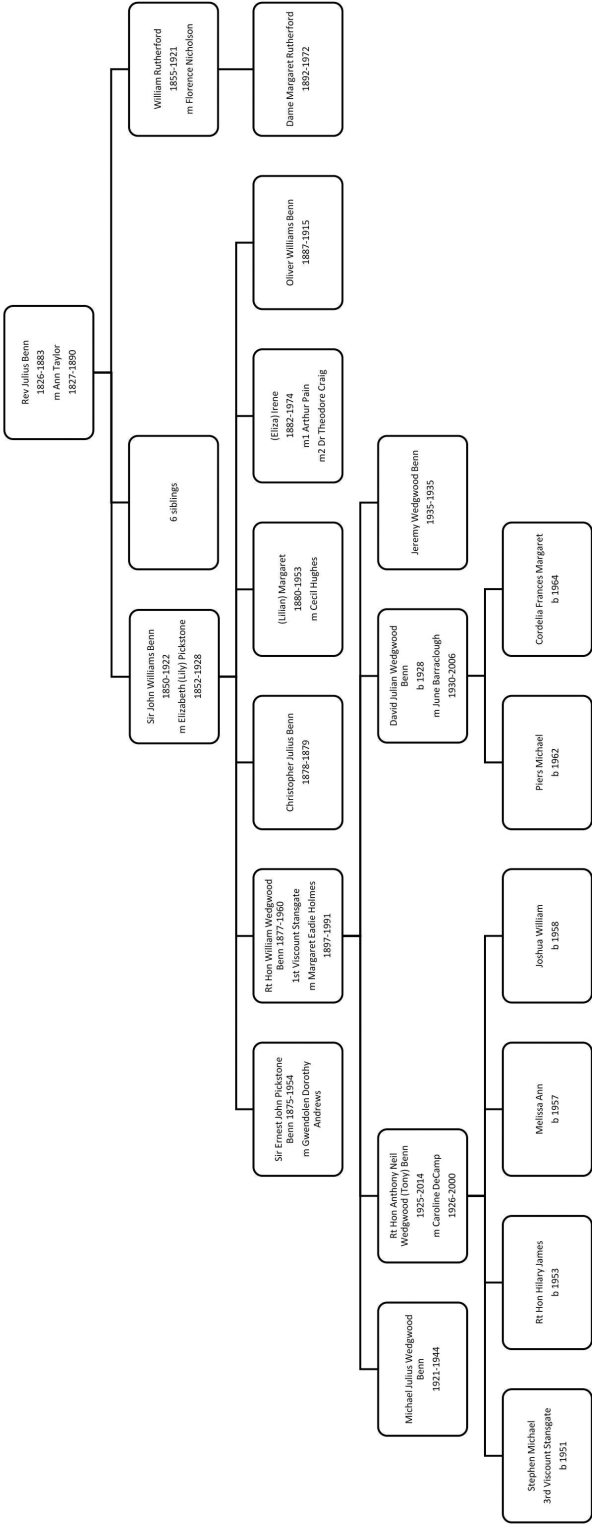 Rev Julius Benn
1826-1883
m Ann Taylor
1827-1890
Sir John Williams Benn
1850-1922
m Elizabeth (Lily) Pickstone
1852-1928
6 siblings
William Rutherford
1855-1921
m Florence Nicholson
Sir Ernest John Pickstone
Benn 1875-1954
m Gwendolen Dorothy
Andrews
Rt Hon William Wedgwood
Benn 1877-1960
1st Viscount Stansgate
m Margaret Eadie Holmes
1897-1991
Christopher Julius Benn
1878-1879
(Lilian) Margaret
1880-1953
m Cecil Hughes
(Eliza) Irene
1882-1974
m1 Arthur Pain
m2 Dr Theodore Craig
Oliver Williams Benn
1887-1915
Dame Margaret Rutherford
1892-1972
Michael Julius Wedgwood
Benn
1921-1944
Rt Hon Anthony Neil
Wedgwood (Tony) Benn
1925-2014
m Caroline DeCamp
1926-2000
David Julian Wedgwood
Benn
b 1928
m June Barraclough
1930-2006
Jeremy Wedgwood Benn
1935-1935
Stephen Michael
3rd Viscount Stansgate
b 1951
Rt Hon Hilary James
b 1953
Melissa Ann
b 1957
Joshua William
b 1958
Piers Michael
b 1962
Cordelia Frances Margaret
b 1964